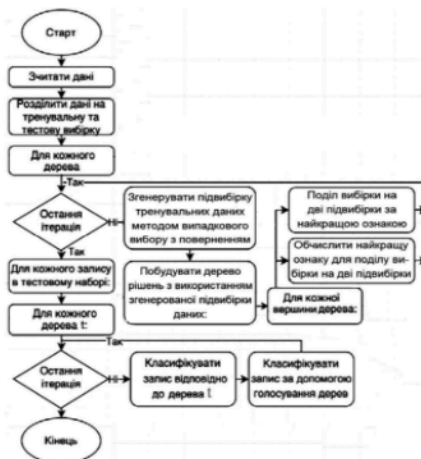 Старт
Зчитати дані
Розділити дані на
тренувальну та
тестову вибірку
Для кожного
дерева
Так
Остання
ітерація
Ні
Згенерувати підвибірку
тренувальних даних
методом випадкового
вибору з поверненням
Поділ вибірки на
дві підвибірки за
найкращою ознакою
Так
Обчислити найкращу
ознаку для поділу ви-
бірки на дві підвибірки
Для кожного запису
в тестовому наборі:
Побудувати дерево
рішень з використанням
згенерованої підвибірки
даних:
Для кожної
вершини дерева:
Для кожного
дерева t:
Так
Остання
ітерація
Ні
Класифікувати
запис відповідно
до дерева t
Класифікувати
запис за допомогою
голосування дерев
Кінець